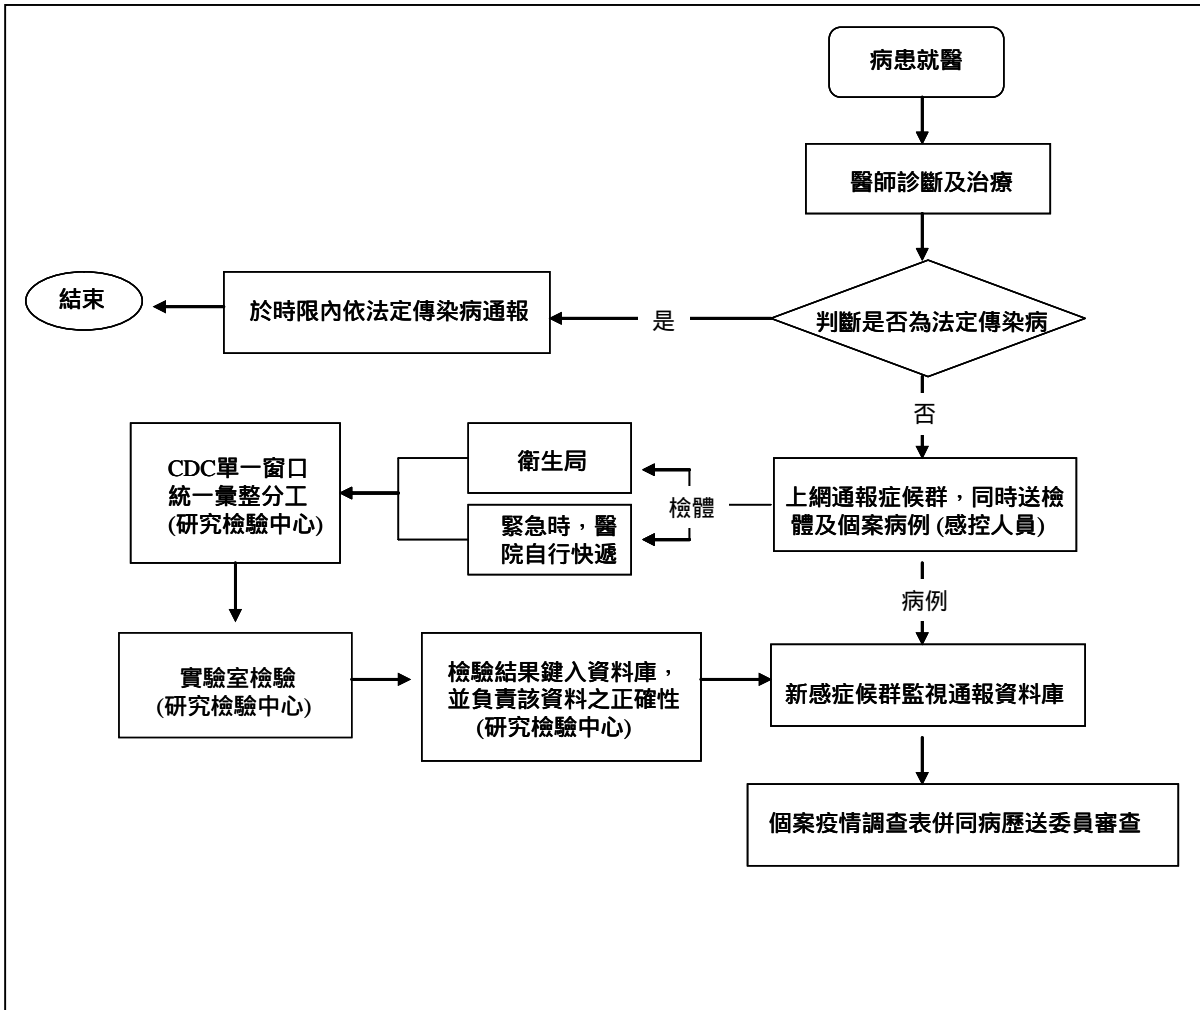 病患就醫
醫師診斷及治療
結束
於時限內依法定傳染病通報
是
判斷是否為法定傳染病
否
CDC單一窗口
統一彙整分工
(研究檢驗中心)
衛生局
緊急時，醫
院自行快遞
檢體
上網通報症候群，同時送檢
體及個案病例 (感控人員)
病例
實驗室檢驗
(研究檢驗中心)
檢驗結果鍵入資料庫，
並負責該資料之正確性
(研究檢驗中心)
新感症候群監視通報資料庫
個案疫情調查表併同病歷送委員審查